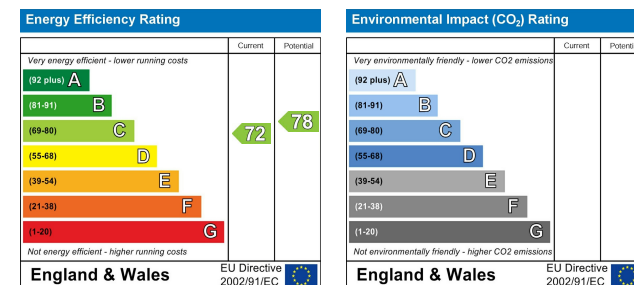 Energy Efficiency Rating
Current Potential
Very energy efficient - lower running costs
(92 plus) A
(81-91) B
(69-80) C
72 78
(55-68) D
(39-54) E
(21-38) F
(1-20) G
Not energy efficient - higher running costs
England & Wales
EU Directive
2002/91/EC
Environmental Impact (CO₂) Rating
Current Potenti
Very environmentally friendly - lower CO2 emissions
(92 plus) A
(81-91) B
(69-80) C
(55-68) D
(39-54) E
(21-38) F
(1-20) G
Not environmentally friendly - higher CO2 emissions
England & Wales
EU Directive
2002/91/EC